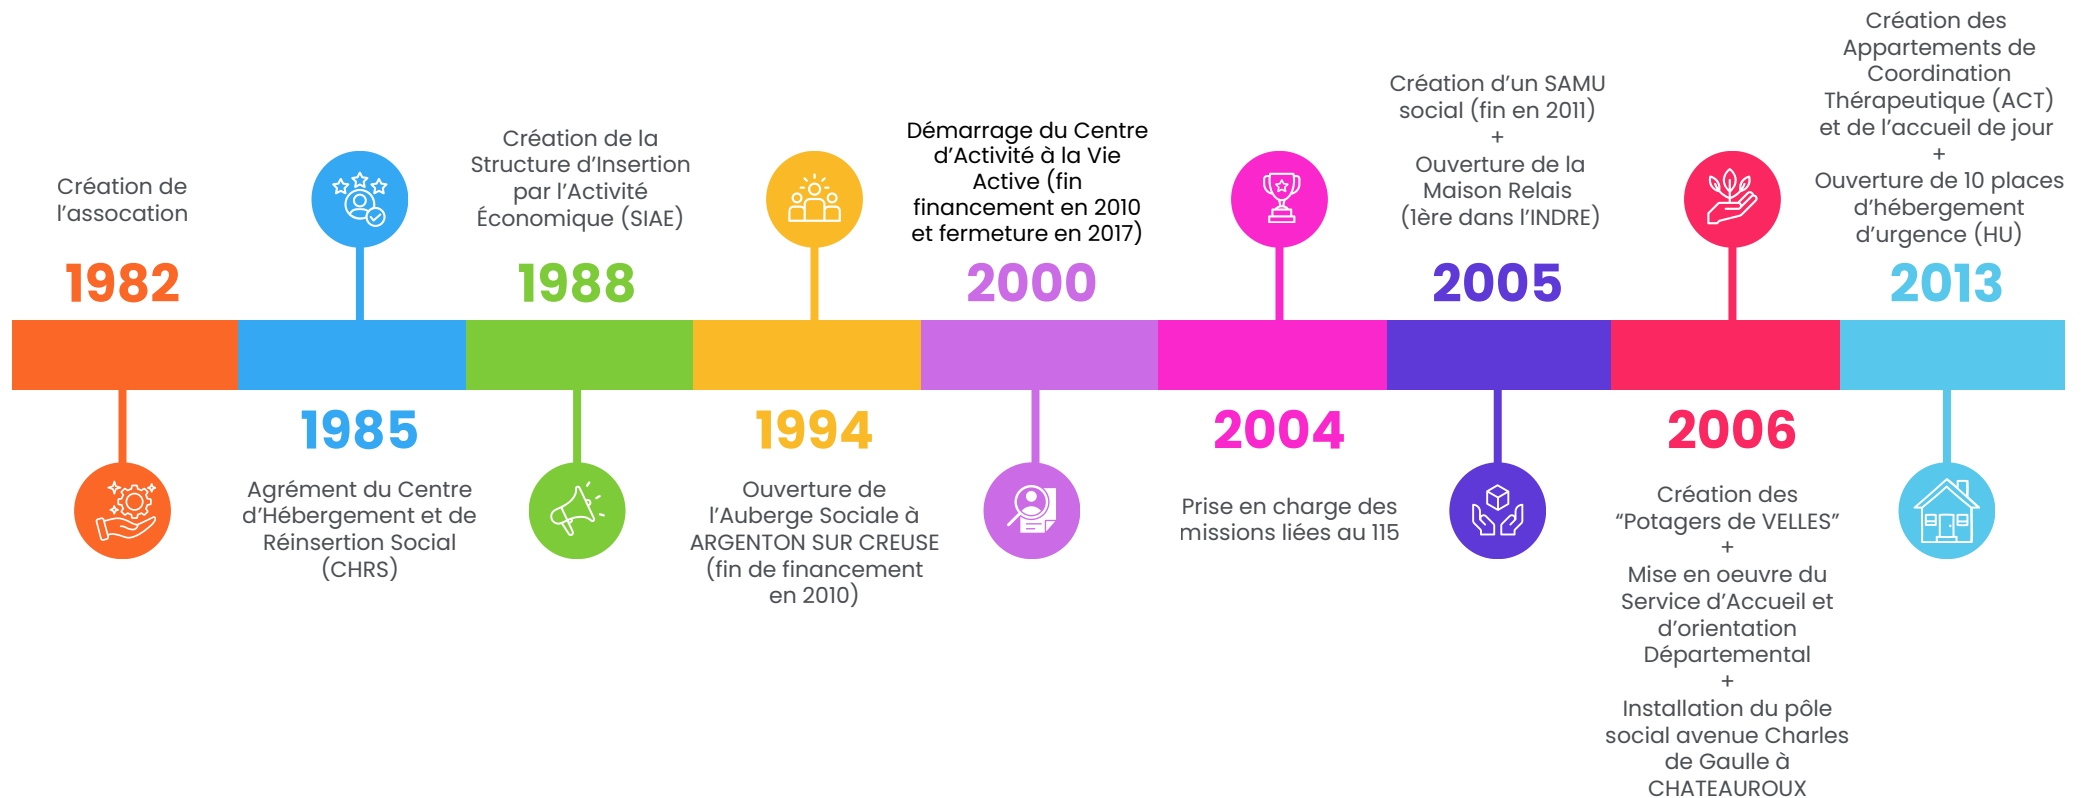 Création de
l'assocation
1982
1985
Agrément du Centre
d'Hébergement et de
Réinsertion Social
(CHRS)
Création de la
Structure d'Insertion
par l'Activité
Économique (SIAE)
1988
1994
Ouverture de
l'Auberge Sociale à
ARGENTON SUR CREUSE
(fin de financement
en 2010)
Démarrage du Centre
d'Activité à la Vie
Active (fin
financement en 2010
et fermeture en 2017)
2000
2004
Prise en charge des
missions liées au 115
Création d'un SAMU
social (fin en 2011)
+
Ouverture de la
Maison Relais
(1ère dans l'INDRE)
2005
2006
Création des
“Potagers de VELLES”
+
Mise en oeuvre du
Service d'Accueil et
d'orientation
Départemental
+
Installation du pôle
social avenue Charles
de Gaulle à
CHATEAUROUX
Création des
Appartements de
Coordination
Thérapeutique (ACT)
et de l'accueil de jour
+
Ouverture de 10 places
d'hébergement
d'urgence (HU)
2013